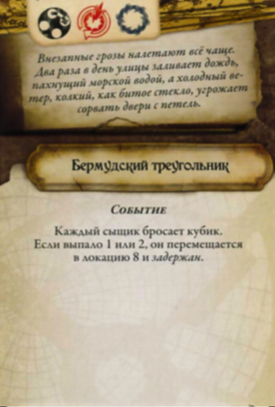 Внезапные грозы налетают всё чаще.
Два раза в день улицы заливает дождь,
пахнущий морской водой, а холодный ве-
тер, колкий, как битое стекло, угрожает
сорвать двери с петель.
Бермудский треугольник
Событие
Каждый сыщик бросает кубик.
Если выпало 1 или 2, он перемещается
в локацию 8 и задержан.